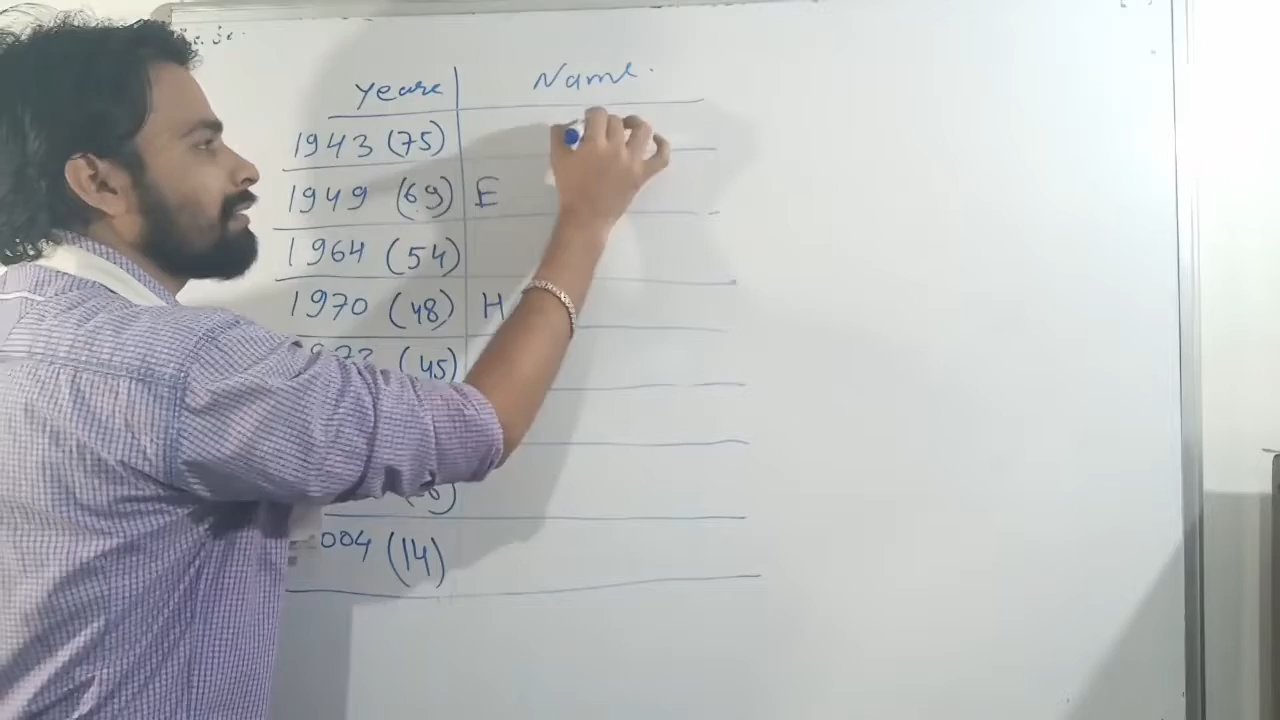 Years Name.
1943 (75)
1949 (69) E
1964 (54)
1970 (48) H
(45)
004 (14)